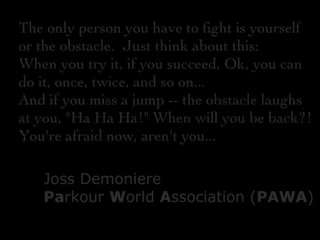 The only person you have to fight is yourself
or the obstacle.  Just think about this:
When you try it, if you succeed, Ok, you can
do it, once, twice, and so on...
And if you miss a jump -- the obstacle laughs
at you, "Ha Ha Ha!" When will you be back?!
You're afraid now, aren't you...
Joss Demoniere
Parkour World Association (PAWA)